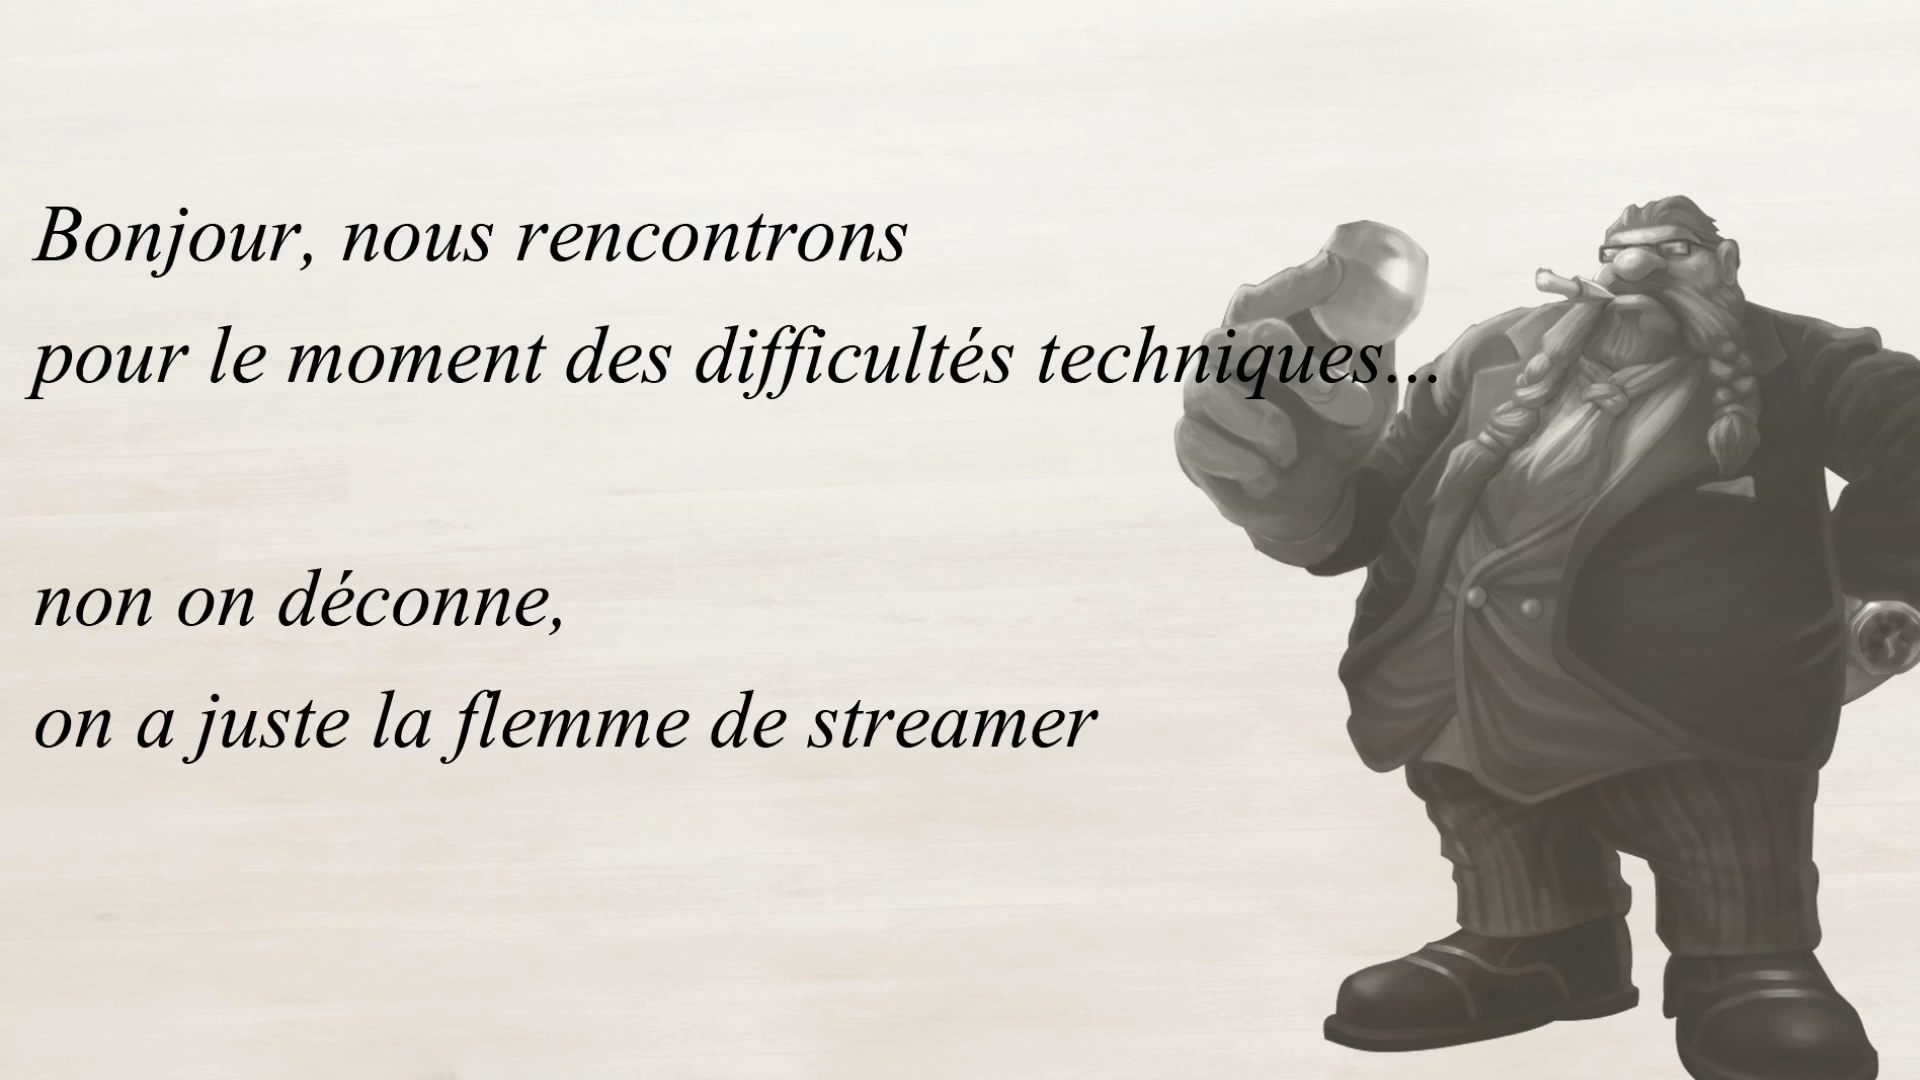 Bonjour, nous rencontrons
pour le moment des difficultés techniques...
non on déconne,
on a juste la flemme de streamer